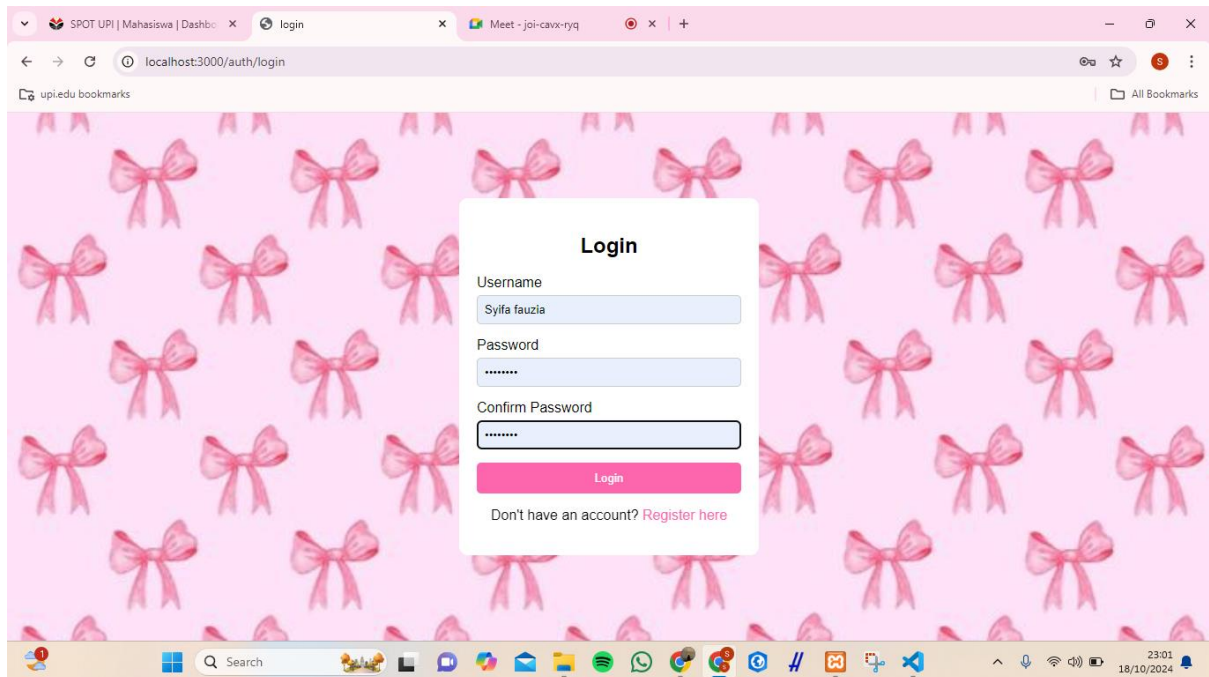 SPOT UPI | Mahasiswa | Dashbo
login
Meet - joi-cavx-ryq
localhost:3000/auth/login
S
upi.edu bookmarks
All Bookmarks
Login
Username
Syifa fauzia
Password
••••••••
Confirm Password
••••••••
Login
Don't have an account? Register here
1
Search
23:01
18/10/2024